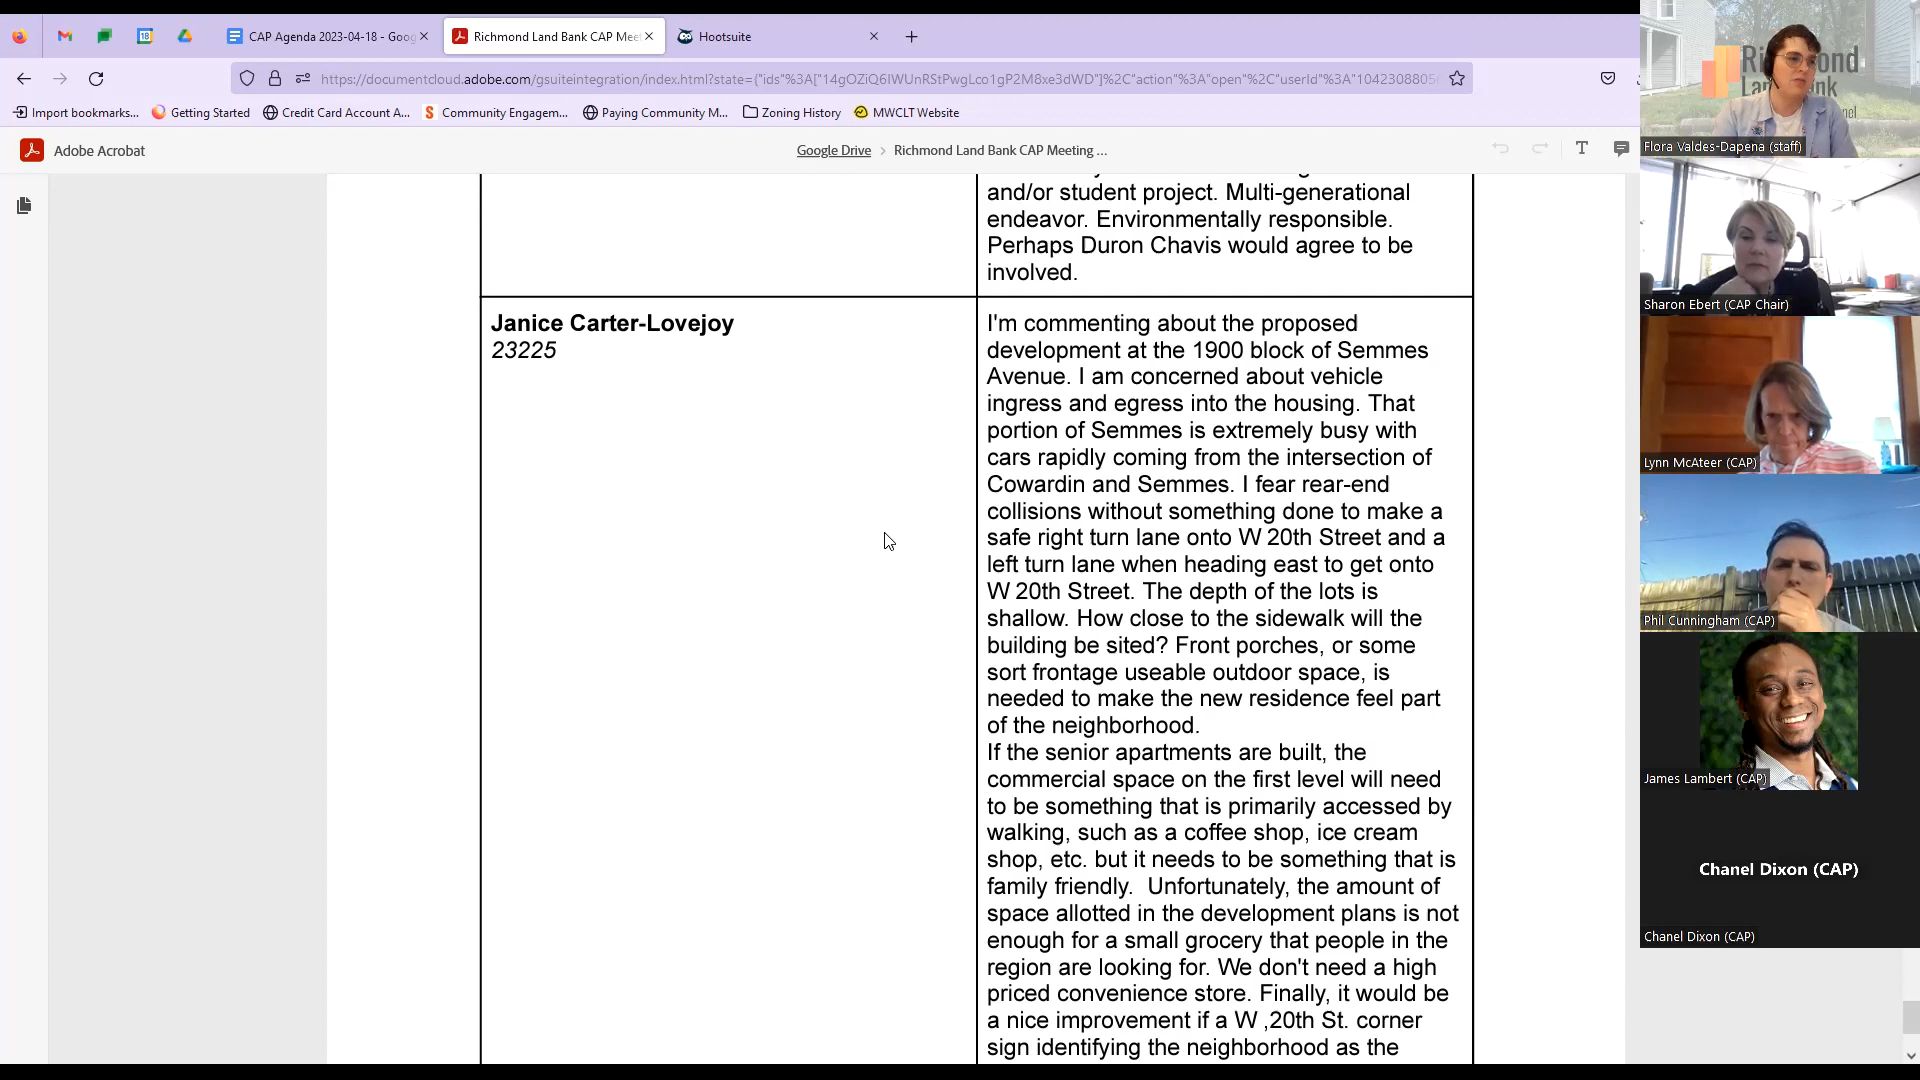 CAP Agenda 2023-04-18 - Goog
Richmond Land Bank CAP Mee
Hootsuite
https://documentcloud.adobe.com/gsuiteintegration/index.html?state={"ids"%3A["14gOZiQ6IWUnRStPwgLco1gP2M8xe3dWD"]%2C"action"%3A"open"%2C"userId"%3A"10423088056
Import bookmarks...
Getting Started
Credit Card Account A...
Community Engagem...
Paying Community M...
Zoning History
MWCLT Website
Adobe Acrobat
Google Drive > Richmond Land Bank CAP Meeting ...
and/or student project. Multi-generational
endeavor. Environmentally responsible.
Perhaps Duron Chavis would agree to be
involved.
Janice Carter-Lovejoy
23225
I'm commenting about the proposed
development at the 1900 block of Semmes
Avenue. I am concerned about vehicle
ingress and egress into the housing. That
portion of Semmes is extremely busy with
cars rapidly coming from the intersection of
Cowardin and Semmes. I fear rear-end
collisions without something done to make a
safe right turn lane onto W 20th Street and a
left turn lane when heading east to get onto
W 20th Street. The depth of the lots is
shallow. How close to the sidewalk will the
building be sited? Front porches, or some
sort frontage useable outdoor space, is
needed to make the new residence feel part
of the neighborhood.
If the senior apartments are built, the
commercial space on the first level will need
to be something that is primarily accessed by
walking, such as a coffee shop, ice cream
shop, etc. but it needs to be something that is
family friendly.  Unfortunately, the amount of
space allotted in the development plans is not
enough for a small grocery that people in the
region are looking for. We don't need a high
priced convenience store. Finally, it would be
a nice improvement if a W ,20th St. corner
sign identifying the neighborhood as the
Flora Valdes-Dapena (staff)
Sharon Ebert (CAP Chair)
Lynn McAteer (CAP)
Phil Cunningham (CAP)
James Lambert (CAP)
Chanel Dixon (CAP)
Chanel Dixon (CAP)